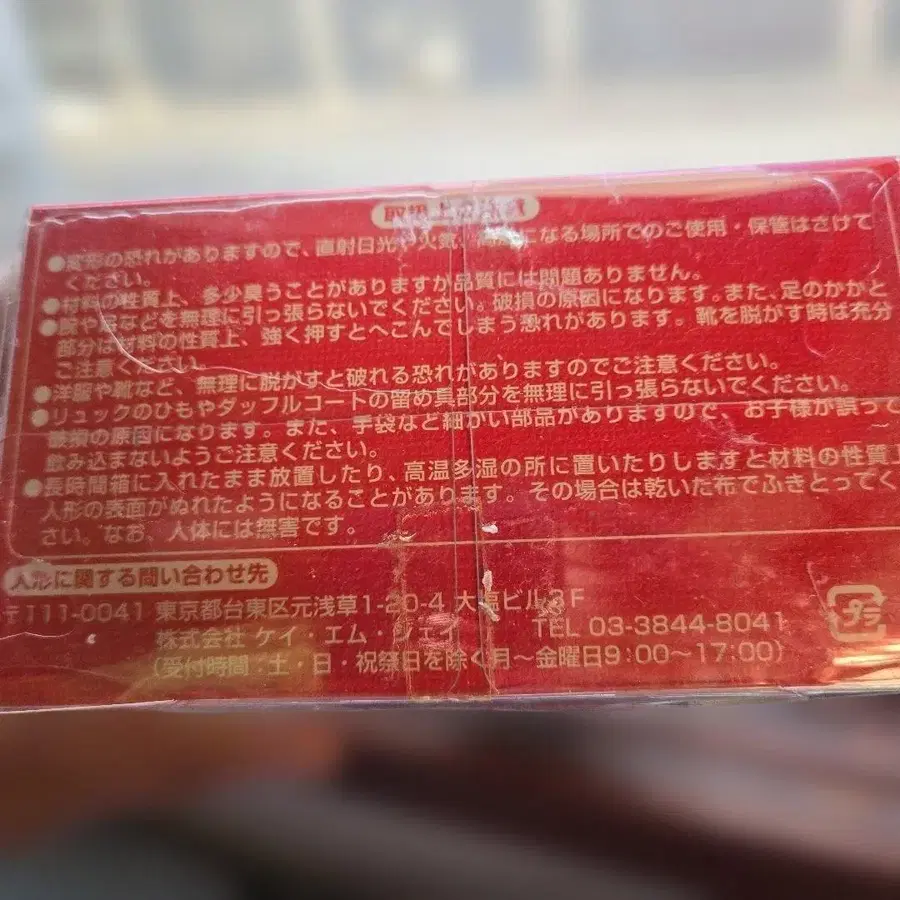 取扱上の注意
●変形の恐れがありますので、直射日光や火気、高温になる場所でのご使用・保管はさけて
ください。
●材料の性質上、多少臭うことがありますが品質には問題ありません。
●腕や足などを無理に引っ張らないでください。破損の原因になります。また、足のかかと
部分は材料の性質上、強く押すとへこんでしまう恐れがあります。靴を脱がす時は充分
ご注意ください。
●洋服や靴など、無理に脱がすと破れる恐れがありますのでご注意ください。
●リュックのひもやダッフルコートの留め具部分を無理に引っ張らないでください。
破損の原因になります。また、手袋など細かい部品がありますので、お子様が誤って
飲み込まないようご注意ください。
●長時間箱に入れたまま放置したり、高温多湿の所に置いたりしますと材料の性質上
人形の表面がぬれたようになることがあります。その場合は乾いた布でふきとってく
さい。なお、人体には無害です。
人形に関する問い合わせ先
〒111-0041 東京都台東区元浅草1-20-4 ビル3F
株式会社 ケイ・エム・ジェイ TEL 03-3844-8041
(受付時間:土・日・祝祭日を除く月～金曜日9:00～17:00)
プラ